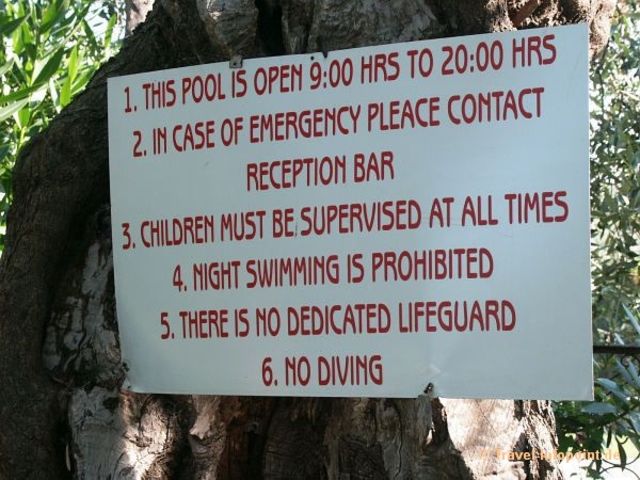 1. THIS POOL IS OPEN 9:00 HRS TO 20:00 HRS
2. IN CASE OF EMERGENCY PLEACE CONTACT
RECEPTION BAR
3. CHILDREN MUST BE SUPERVISED AT ALL TIMES
4. NIGHT SWIMMING IS PROHIBITED
5. THERE IS NO DEDICATED LIFEGUARD
6. NO DIVING